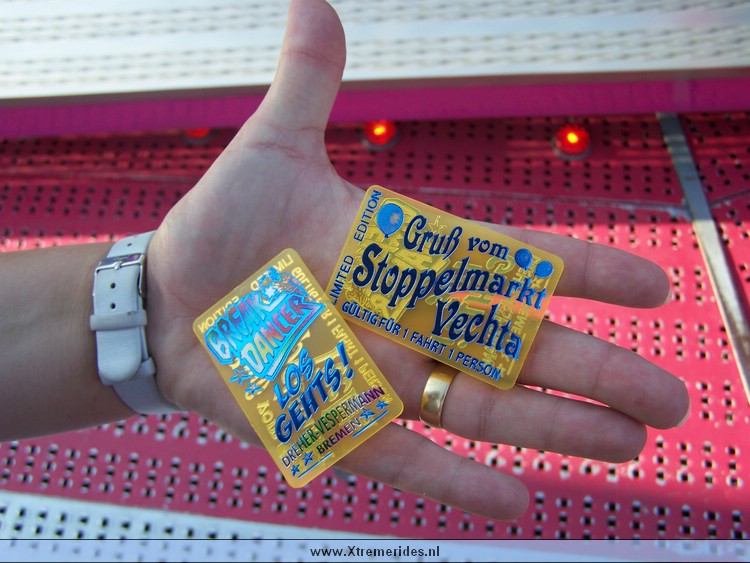 LIMITED EDITION
Gruß vom
Stoppelmarkt
Vechta
GÜLTIG FÜR 1 FAHRT 1 PERSON
BREAK
DANCER
LOS
GEHTS!
DREHER-VESPERMANN
BREMEN
www.Xtremerides.nl